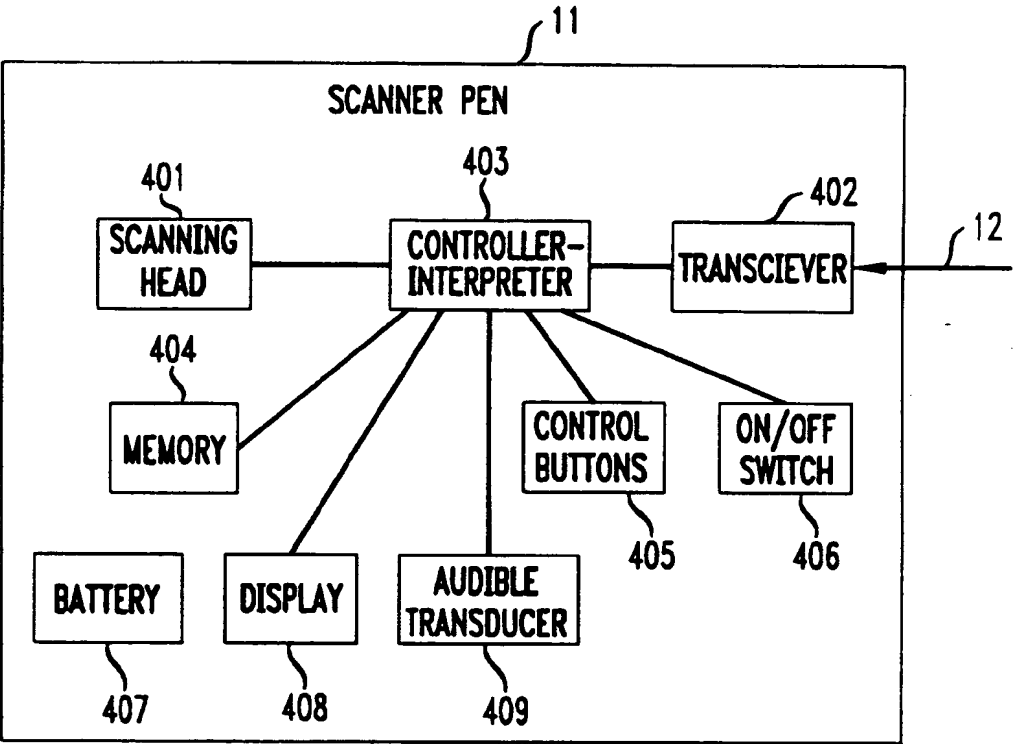 11
SCANNER PEN
401
403
402
12
SCANNING
HEAD
CONTROLLER-
INTERPRETER
TRANSCIEVER
404
MEMORY
CONTROL
BUTTONS
ON/OFF
SWITCH
405
406
BATTERY
DISPLAY
AUDIBLE
TRANSDUCER
407
408
409